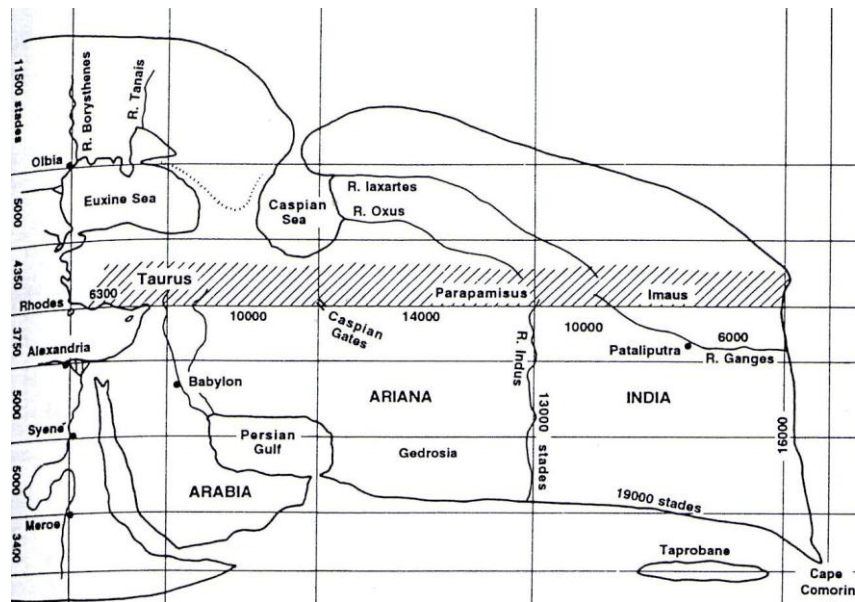 11500 stades
R. Borysthenes
R. Tanais
Olbia
Euxine Sea
5000
Caspian
Sea
R. Iaxartes
R. Oxus
4350
Taurus
Parapamisus
Imaus
6300
Rhodes
10000
Caspian
Gates
14000
10000
6000
3750
Alexandria
R. Indus
Pataliputra
R. Ganges
Babylon
ARIANA
INDIA
5000
Syene
Persian
Gulf
Gedrosia
13000 stades
16000
5000
ARABIA
19000 stades
Meroe
3400
Taprobane
Cape
Comorin